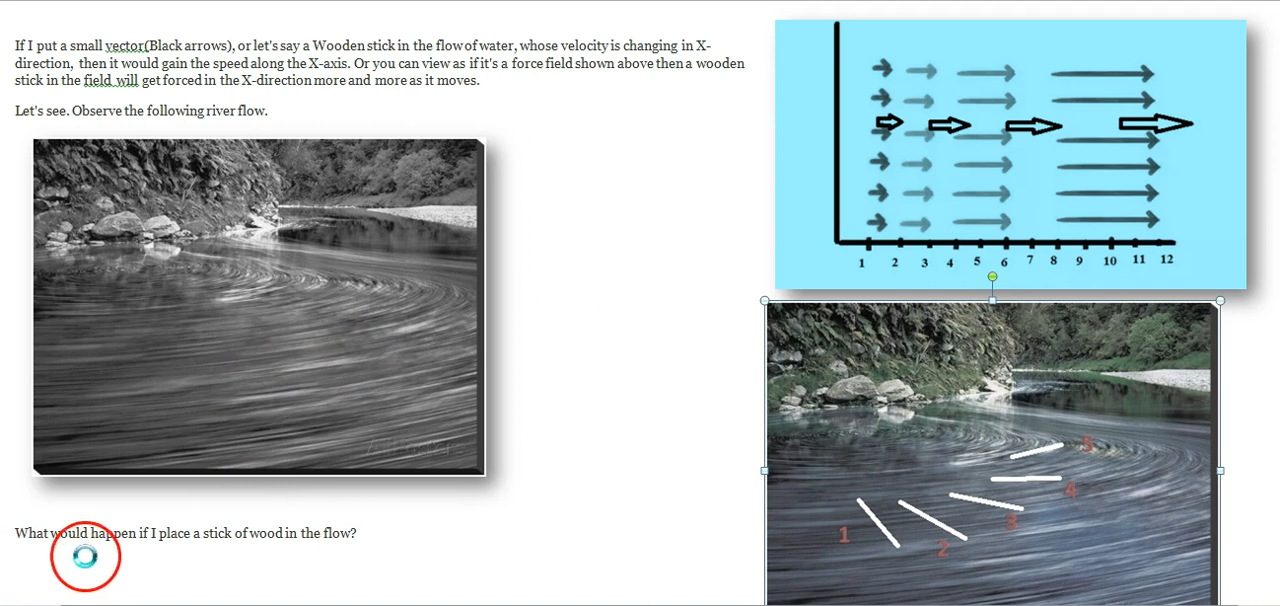 If I put a small vector(Black arrows), or let's say a Wooden stick in the flow of water, whose velocity is changing in X-
direction, then it would gain the speed along the X-axis. Or you can view as if it's a force field shown above then a wooden
stick in the field will get forced in the X-direction more and more as it moves.
Let's see. Observe the following river flow.
What would happen if I place a stick of wood in the flow?
1 2 3 4 5 6 7 8 9 10 11 12
5
4
3
1
2